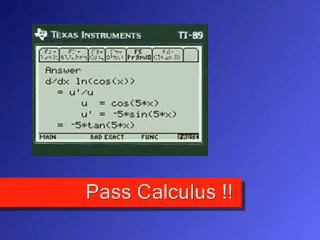 TEXAS INSTRUMENTS TI-89
Answer
d/dx ln(cos(x))
= u'/u
u = cos(5*x)
u' = -5*sin(5*x)
= -5*tan(5*x)
MAIN RAD EXACT FUNC PAUSE
Pass Calculus !!